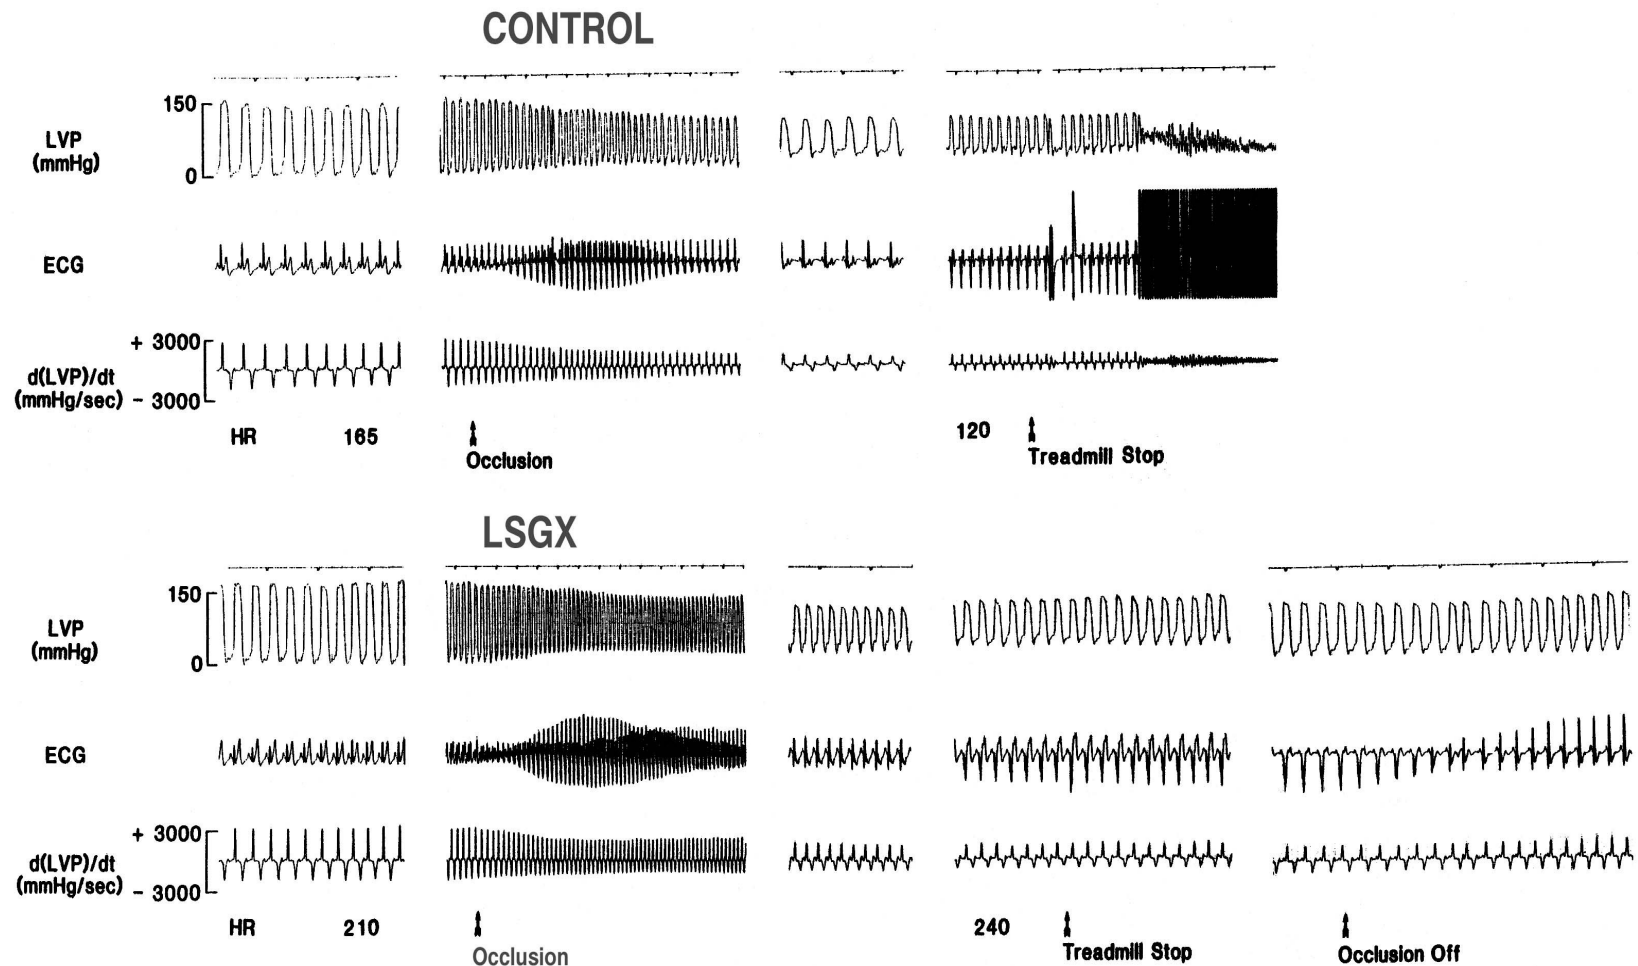 CONTROL
150
LVP
(mmHg)
0
ECG
+ 3000
d(LVP)/dt
(mmHg/sec) - 3000
HR 165 120
Occlusion Treadmill Stop
LSGX
150
LVP
(mmHg)
0
ECG
+ 3000
d(LVP)/dt
(mmHg/sec) - 3000
HR 210 240
Occlusion Treadmill Stop Occlusion Off